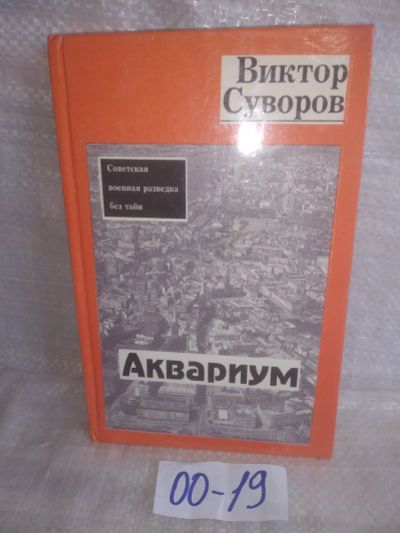 Виктор
Суворов
Советская
военная разведка
без тайн
Аквариум
00-19